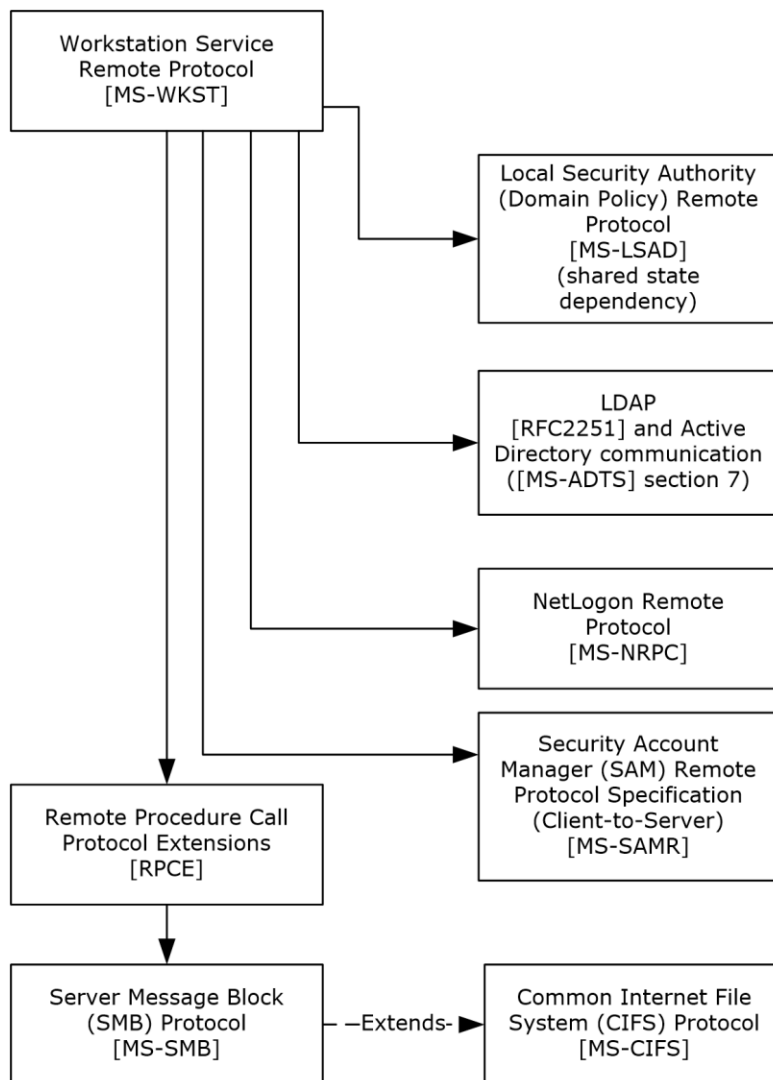 Workstation Service
Remote Protocol
[MS-WKST]
Local Security Authority
(Domain Policy) Remote
Protocol
[MS-LSAD]
(shared state
dependency)
LDAP
[RFC2251] and Active
Directory communication
([MS-ADTS] section 7)
NetLogon Remote
Protocol
[MS-NRPC]
Security Account
Manager (SAM) Remote
Protocol Specification
(Client-to-Server)
[MS-SAMR]
Remote Procedure Call
Protocol Extensions
[RPCE]
Server Message Block
(SMB) Protocol
[MS-SMB]
Extends
Common Internet File
System (CIFS) Protocol
[MS-CIFS]